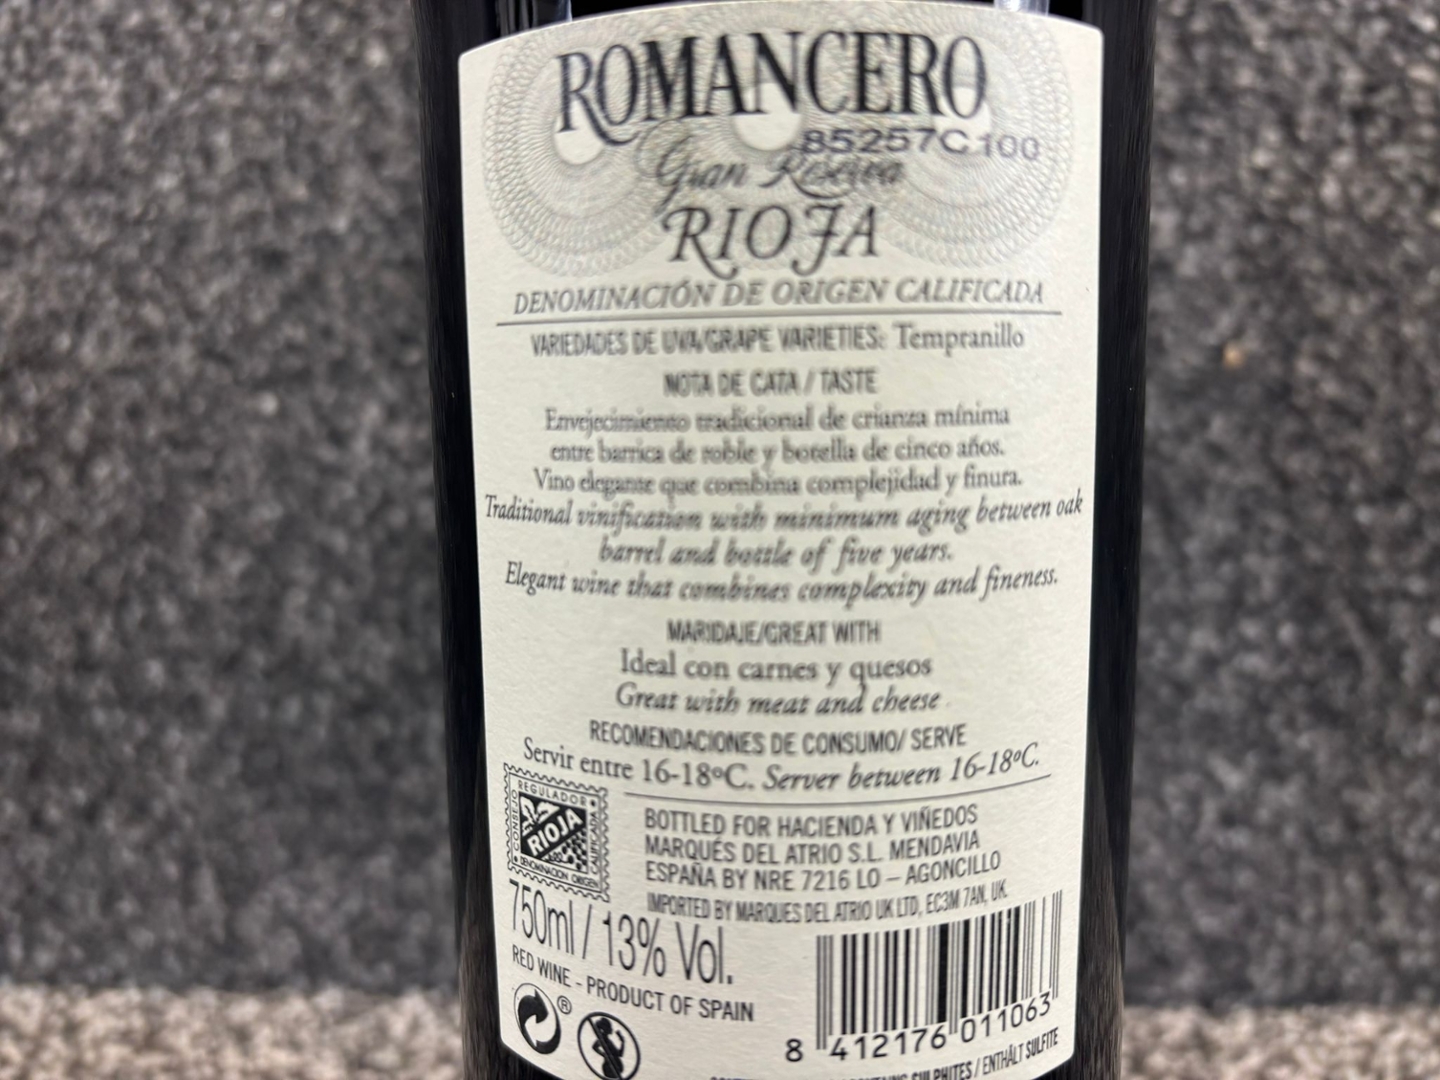 ROMANCERO
85257C100
Gran Reserva
RIOJA
DENOMINACIÓN DE ORIGEN CALIFICADA
VARIEDADES DE UVA/GRAPE VARIETIES: Tempranillo
NOTA DE CATA / TASTE
Envejecimiento tradicional de crianza mínima
entre barrica de roble y botella de cinco años.
Vino elegante que combina complejidad y finura.
Traditional vinification with minimum aging between oak
barrel and bottle of five years.
Elegant wine that combines complexity and fineness.
MARIDAJE/GREAT WITH
Ideal con carnes y quesos
Great with meat and cheese
RECOMENDACIONES DE CONSUMO/ SERVE
Servir entre 16-18ºC. Server between 16-18ºC.
CONSEJO REGULADOR
RIOJA
DENOMINACION ORIGEN CALIFICADA
BOTTLED FOR HACIENDA Y VIÑEDOS
MARQUÉS DEL ATRIO S.L. MENDAVIA
ESPAÑA BY NRE 7216 LO – AGONCILLO
IMPORTED BY MARQUES DEL ATRIO UK LTD, EC3M 7AN, UK.
750ml / 13% Vol.
RED WINE - PRODUCT OF SPAIN
®
8 412176 011063
SULPHITES / ENTHÄLT SULFITE